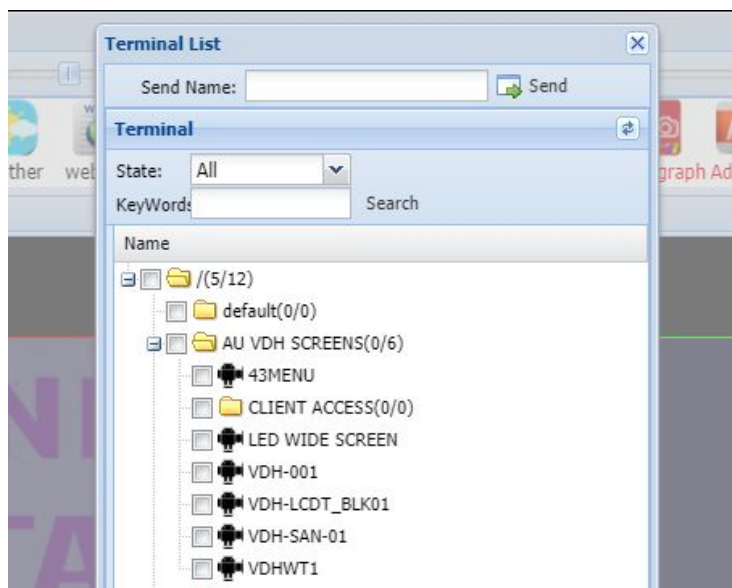 Terminal List
Send Name: Send
Terminal
ther
graph Ad
State: All
KeyWords Search
Name
/(5/12)
default(0/0)
AU VDH SCREENS(0/6)
43MENU
CLIENT ACCESS(0/0)
LED WIDE SCREEN
VDH-001
VDH-LCDT_BLK01
VDH-SAN-01
VDHWT1